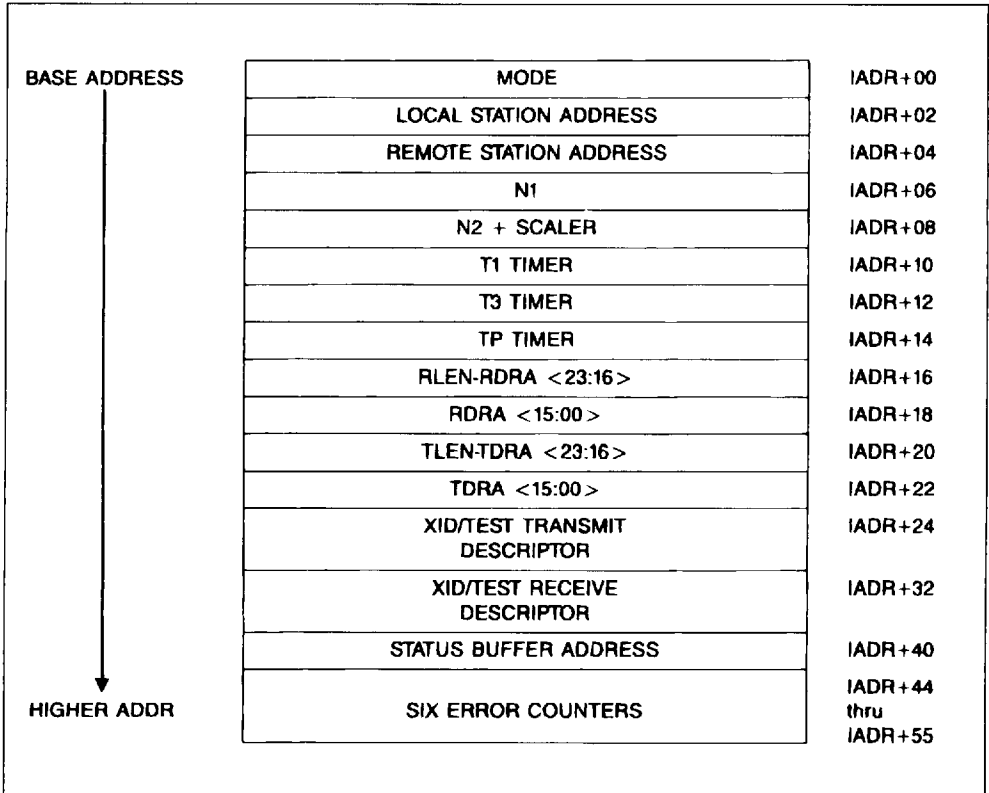 BASE ADDRESS MODE IADR+00
LOCAL STATION ADDRESS IADR+02
REMOTE STATION ADDRESS IADR+04
N1 IADR+06
N2 + SCALER IADR+08
T1 TIMER IADR+10
T3 TIMER IADR+12
TP TIMER IADR+14
RLEN-RDRA <23:16> IADR+16
RDRA <15:00> IADR+18
TLEN-TDRA <23:16> IADR+20
TDRA <15:00> IADR+22
XID/TEST TRANSMIT IADR+24
DESCRIPTOR
XID/TEST RECEIVE IADR+32
DESCRIPTOR
STATUS BUFFER ADDRESS IADR+40
IADR+44
HIGHER ADDR SIX ERROR COUNTERS thru
IADR+55